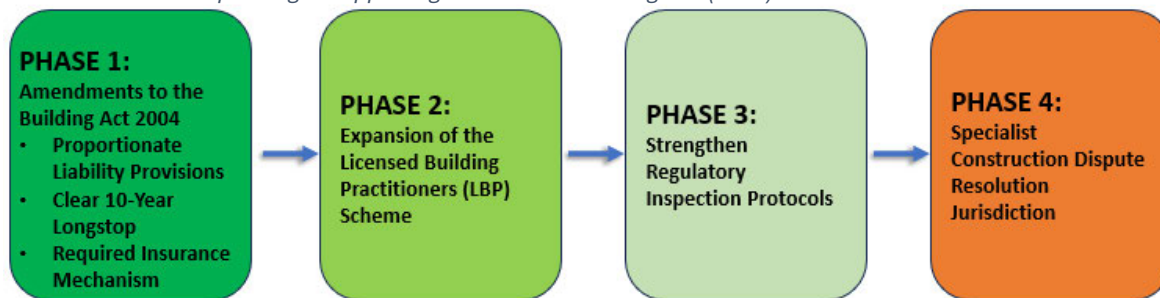 PHASE 1:
Amendments to the
Building Act 2004
• Proportionate
Liability Provisions
• Clear 10-Year
Longstop
• Required Insurance
Mechanism
PHASE 2:
Expansion of the
Licensed Building
Practitioners (LBP)
Scheme
PHASE 3:
Strengthen
Regulatory
Inspection Protocols
PHASE 4:
Specialist
Construction Dispute
Resolution
Jurisdiction